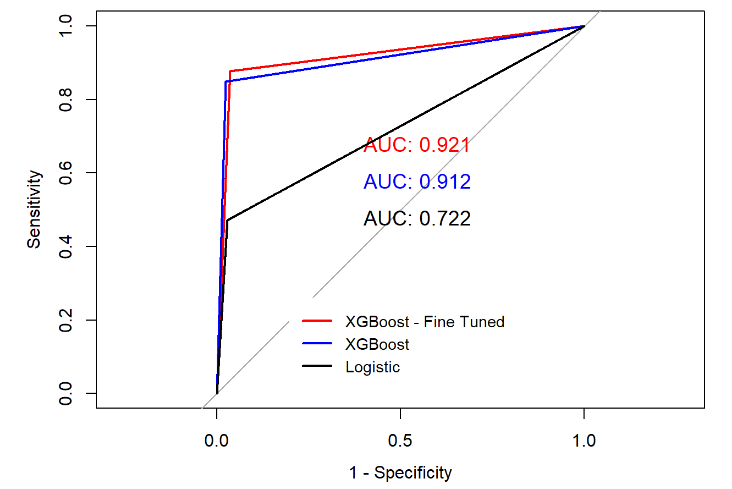 1.0
0.8
0.6
0.4
0.2
0.0
Sensitivity
AUC: 0.921
AUC: 0.912
AUC: 0.722
XGBoost - Fine Tuned
XGBoost
Logistic
0.0
0.5
1.0
1 - Specificity